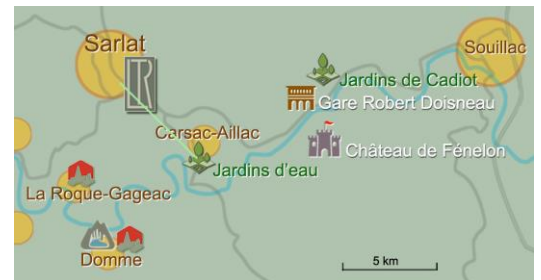 Sarlat
Souillac
Jardins de Cadiot
Gare Robert Doisneau
Carsac-Aillac
Château de Fénelon
Jardins d'eau
La Roque-Gageac
Domme
5 km